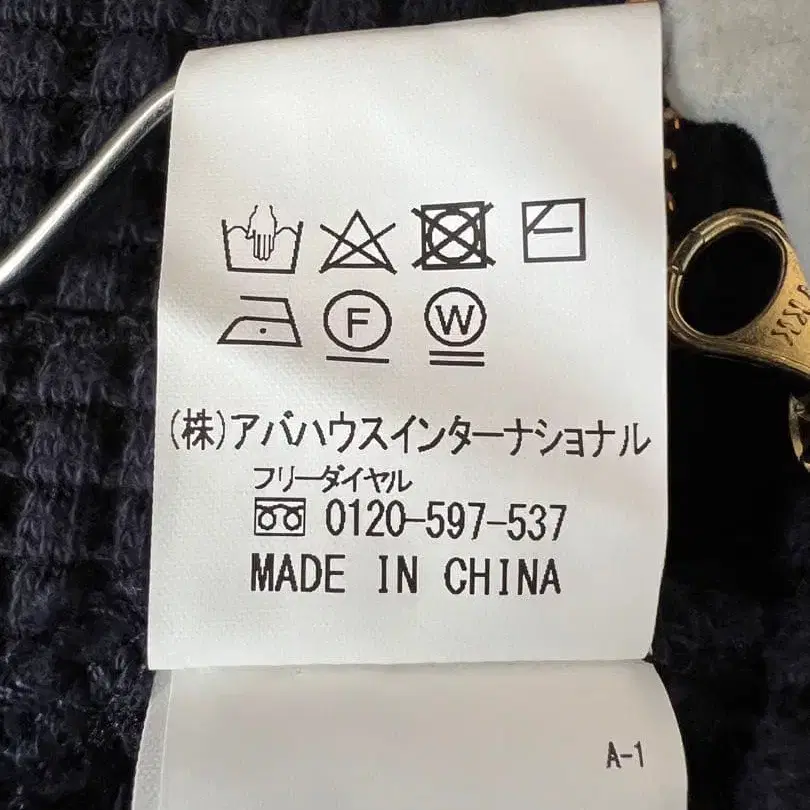 F W
(株)アバハウスインターナショナル
フリーダイヤル
0120-597-537
MADE IN CHINA
A-1